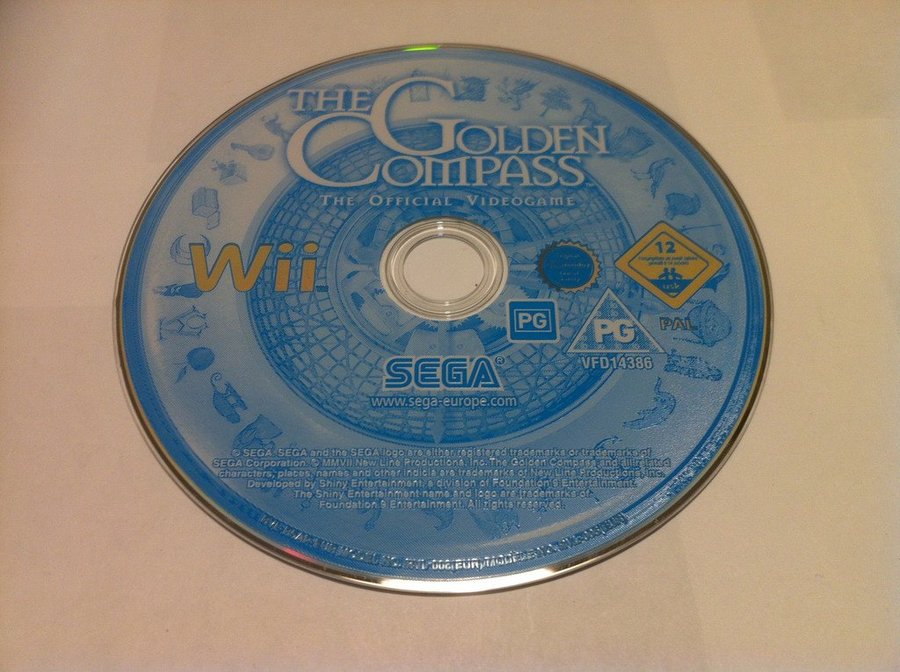 THE GOLDEN
COMPASS
THE OFFICIAL VIDEOGAME
Wii
12
usk
PG
PG
PAL
VFD14386
SEGA®
www.sega-europe.com
© SEGA. SEGA and the SEGA logo are either registered trademarks or trademarks of
SEGA Corporation. © MMVII New Line Productions, Inc. The Golden Compass and all related
characters, places, names and other indicia are trademarks of New Line Productions, Inc.
Developed by Shiny Entertainment, a division of Foundation 9 Entertainment.
The Shiny Entertainment name and logo are trademarks of
Foundation 9 Entertainment. All rights reserved.
(EUR)